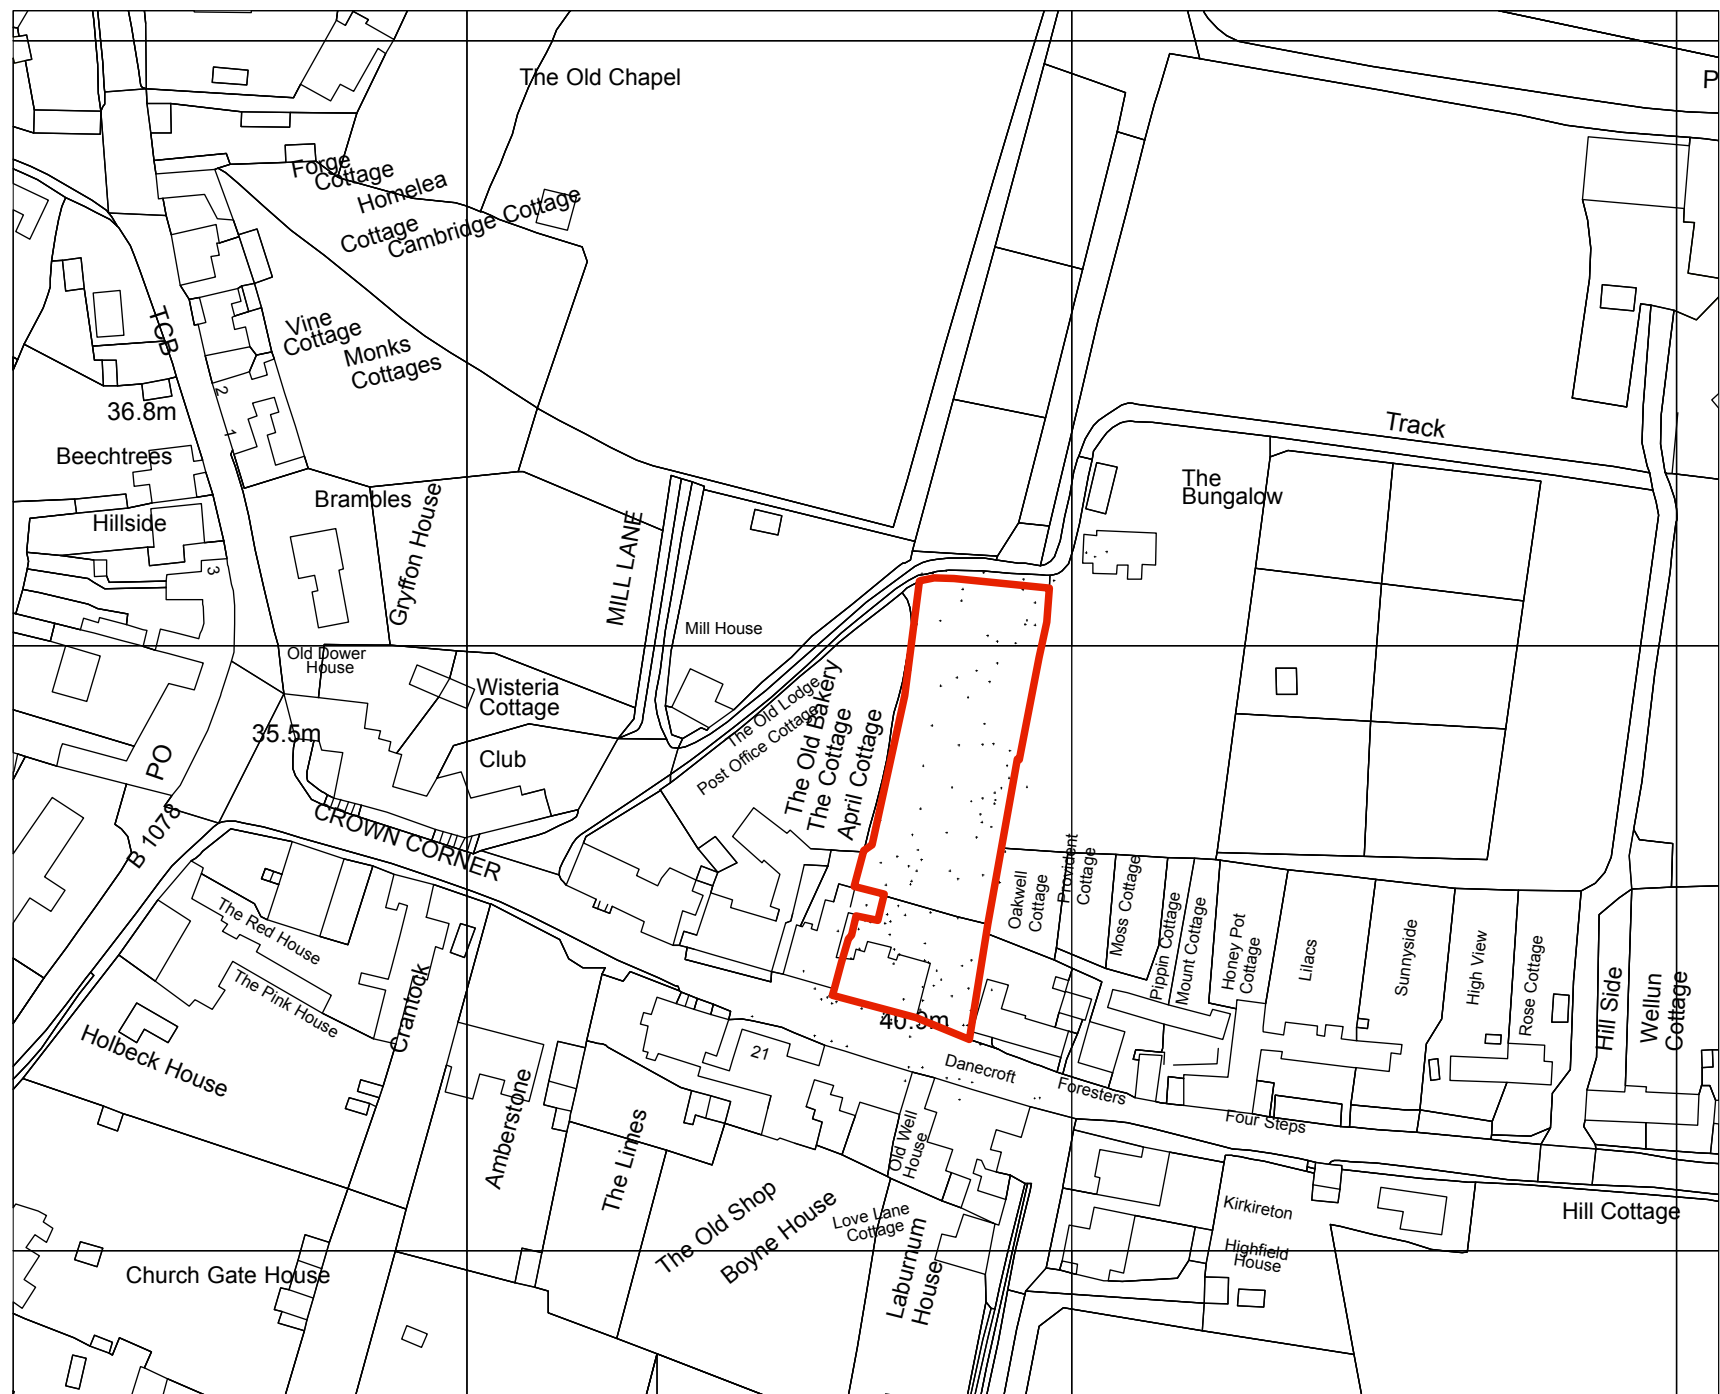 The Old Chapel
P
Forge
Cottage
Homelea
Cottage
Cambridge Cottage
TCB
Vine
Cottage
Monks
Cottages
2
36.8m
1
Track
Beechtrees
The
Bungalow
Brambles
Hillside
Gryffon House
MILL LANE
3
Mill House
Old Dower
House
Wisteria
Cottage
The Old Lodge
Post Office Cottage
The Old Bakery
The Cottage
April Cottage
35.5m
PO
Club
B 1078
CROWN CORNER
Oakwell
Cottage
Provident
Cottage
Moss Cottage
Pippin Cottage
Mount Cottage
Honey Pot
Cottage
Lilacs
Sunnyside
High View
Rose Cottage
Hill Side
Wellun
Cottage
The Red House
The Pink House
Crantock
Holbeck House
40.9m
21
Danecroft
Foresters
Four Steps
Amberstone
The Limes
Old Well
House
The Old Shop
Boyne House
Love Lane
Cottage
Laburnum
House
Kirkireton
Highfield
House
Hill Cottage
Church Gate House